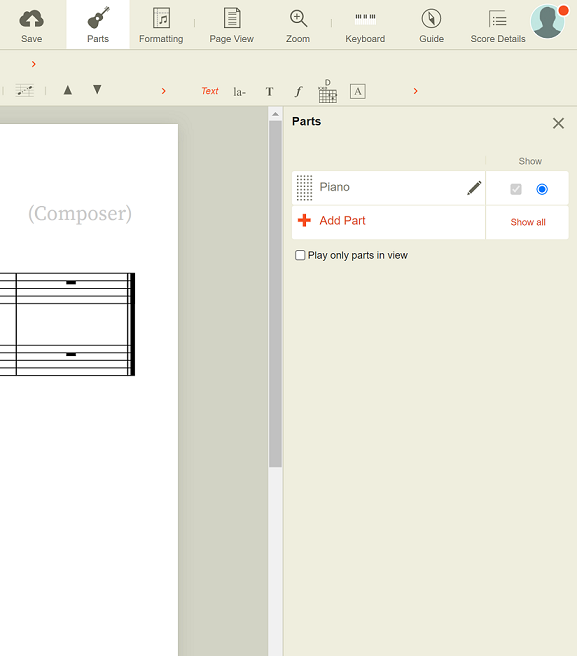 Save Parts Formatting Page View Zoom Keyboard Guide Score Details
Text la- T f D A
Parts
(Composer)
Show
Piano
Add Part
Show all
Play only parts in view